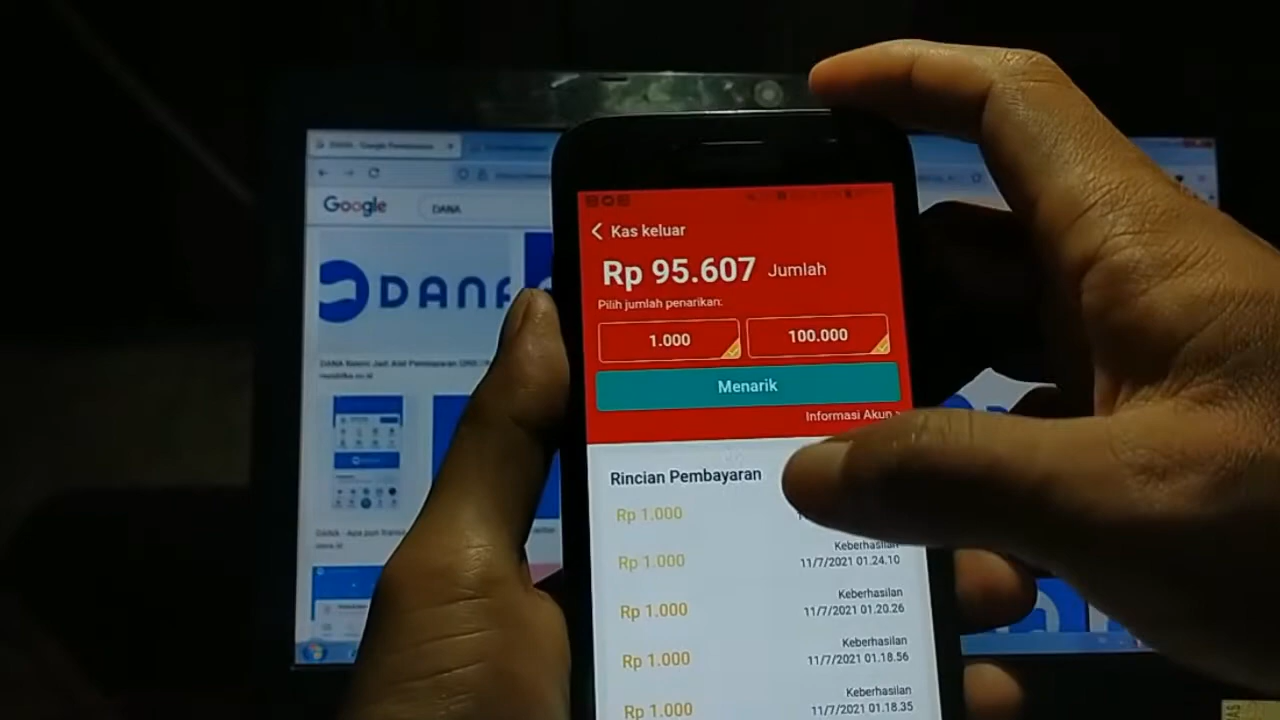 Google
DANA
DANA
Kas keluar
Rp 95.607 Jumlah
Pilih jumlah penarikan:
1.000
100.000
Menarik
Informasi Akun >
Rincian Pembayaran
Rp 1.000
Rp 1.000
Keberhasilan
11/7/2021 01.24.10
Rp 1.000
Keberhasilan
11/7/2021 01.20.26
Rp 1.000
Keberhasilan
11/7/2021 01.18.56
Rp 1.000
Keberhasilan
11/7/2021 01.18.35